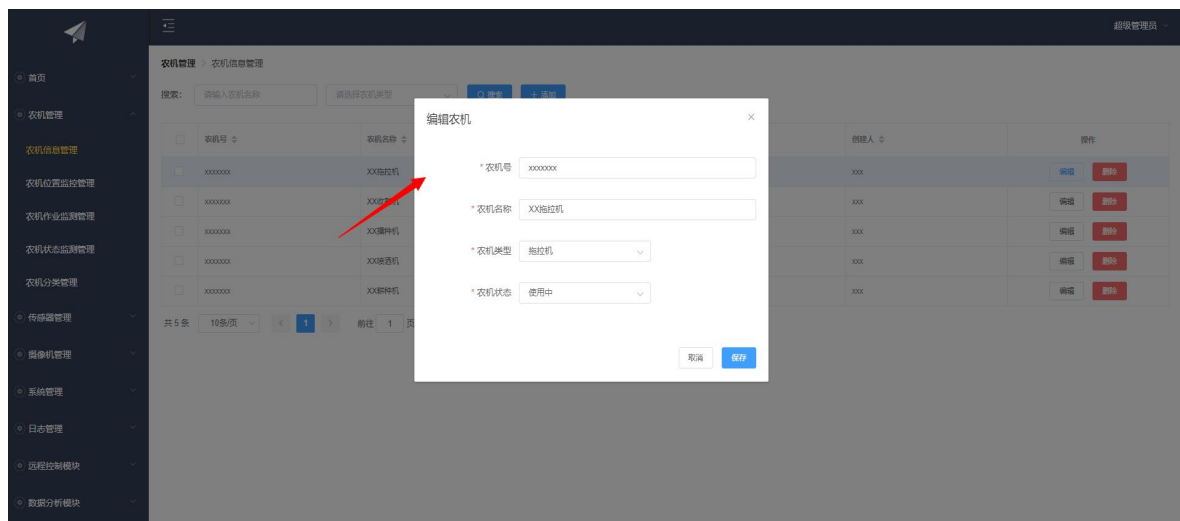 超级管理员
首页
农机管理
农机信息管理
农机位置监控管理
农机作业监测管理
农机状态监测管理
农机分类管理
传感器管理
摄像机管理
系统管理
日志管理
远程控制模块
数据分析模块
农机管理 > 农机信息管理
搜索: 请输入农机名称 请选择农机类型 搜索 + 添加
农机号 农机名称 创建人 操作
xxxxxxx XX拖拉机 xxx 编辑 删除
xxxxxxx xxx 编辑 删除
xxxxxxx XX播种机 xxx 编辑 删除
xxxxxxx XX喷洒机 xxx 编辑 删除
xxxxxxx XX耕种机 xxx 编辑 删除
共 5 条 10条/页 1 前往 1 页
编辑农机
* 农机号 xxxxxxx
* 农机名称 XX拖拉机
* 农机类型 拖拉机
* 农机状态 使用中
取消 保存